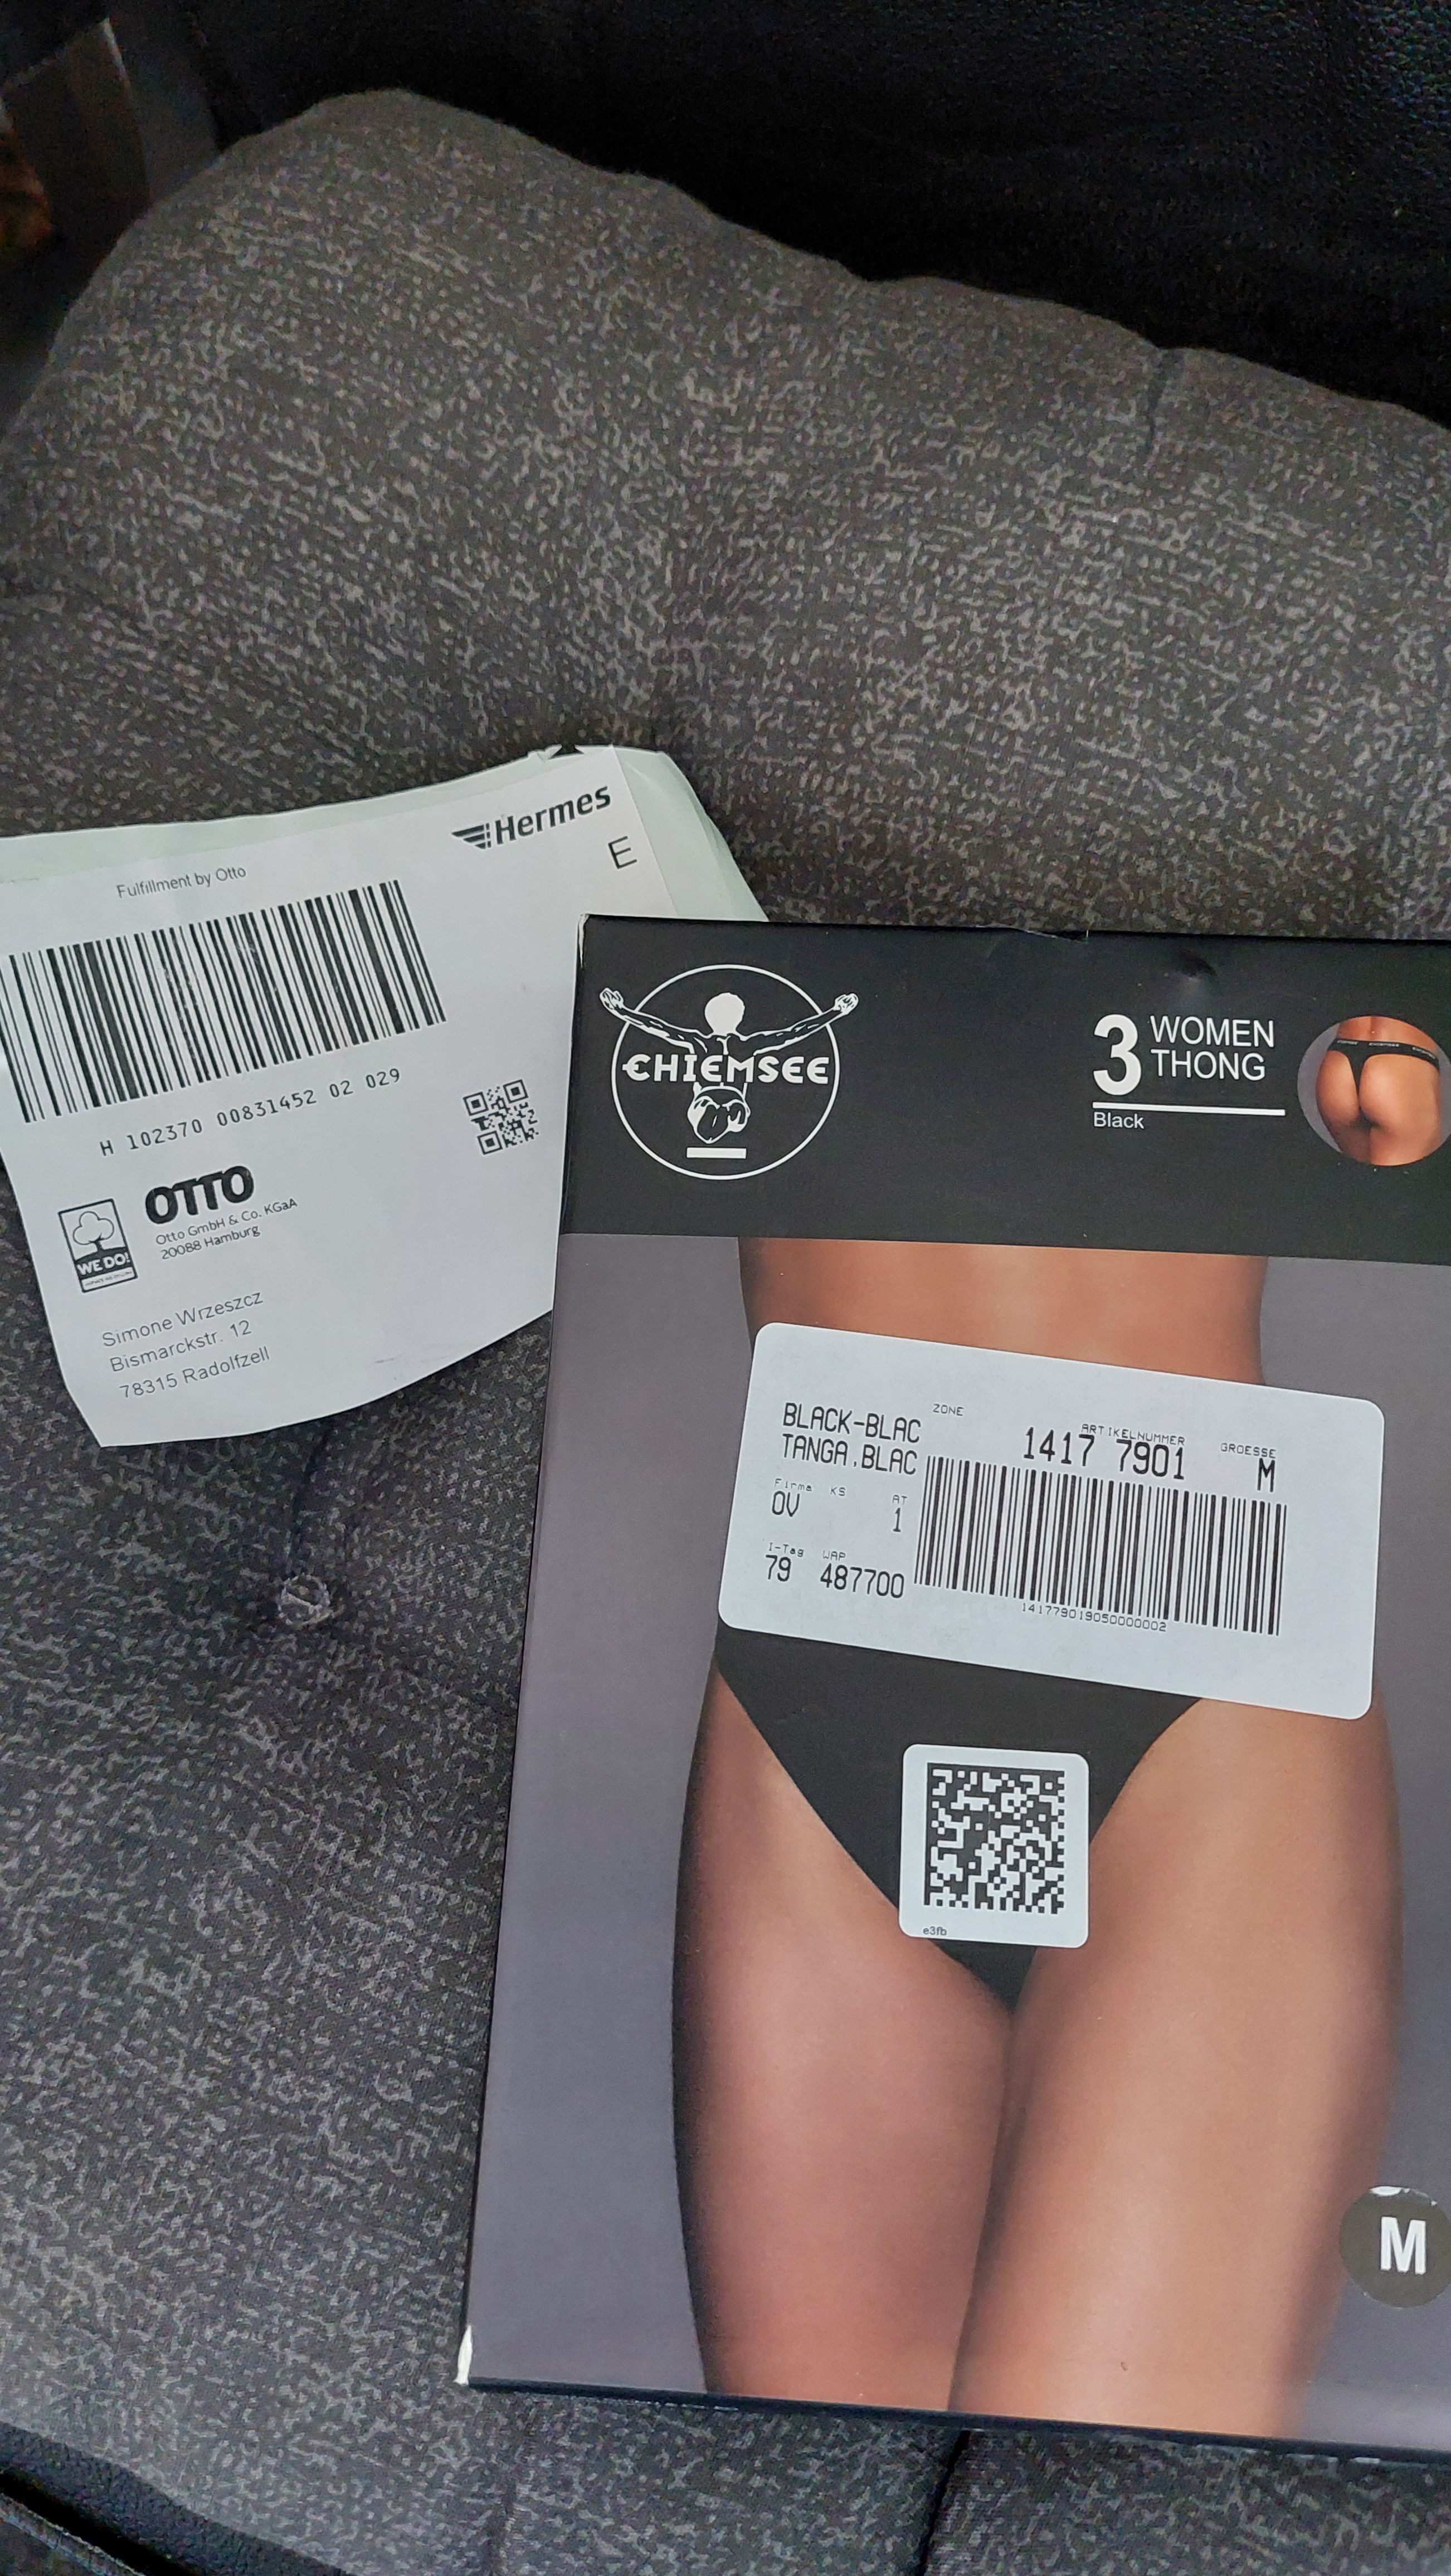 Hermes
E
Fulfillment by Otto
H 102370 00831452 02 029
OTTO
Otto GmbH & Co. KGaA
20088 Hamburg
WE DO!
Simone Wrzeszcz
Bismarckstr. 12
78315 Radolfzell
CHIEMSEE
3 WOMEN
THONG
Black
BLACK-BLAC
TANGA.BLAC
ZONE
ARTIKELNUMMER
1417 7901
GROESSE
M
Firma KS AT
OV 1
I-Tag WAP
79 487700
141779019050000002
e3fb
M